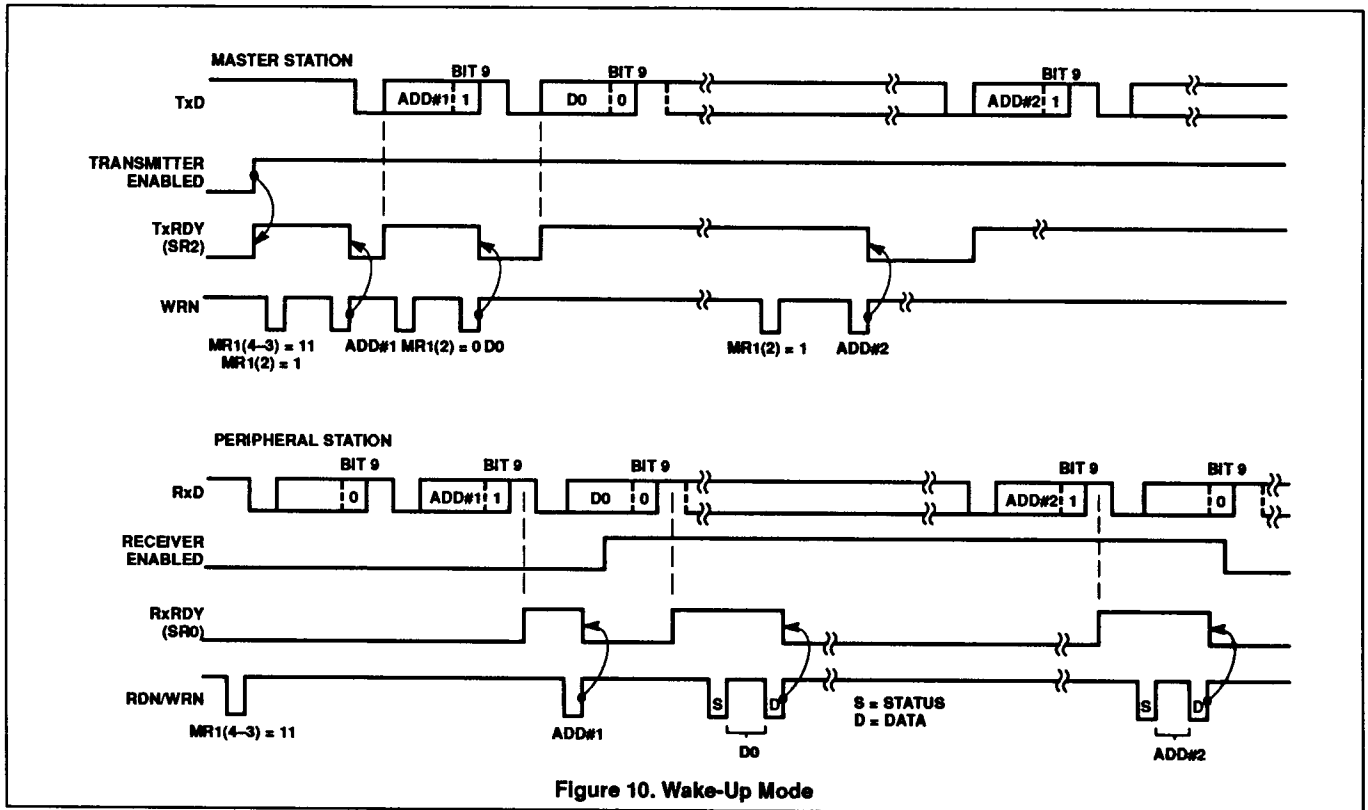 MASTER STATION
BIT 9 BIT 9 BIT 9
TxD ADD#1 1 D0 0 ADD#2 1
TRANSMITTER
ENABLED
TxRDY
(SR2)
WRN
MR1(4–3) = 11 ADD#1 MR1(2) = 0 D0 MR1(2) = 1 ADD#2
MR1(2) = 1
PERIPHERAL STATION
BIT 9 BIT 9 BIT 9 BIT 9 BIT 9
RxD 0 ADD#1 1 D0 0 ADD#2 1 0
RECEIVER
ENABLED
RxRDY
(SR0)
RDN/WRN S D S = STATUS S D
D = DATA
MR1(4–3) = 11 ADD#1 D0 ADD#2
Figure 10. Wake-Up Mode